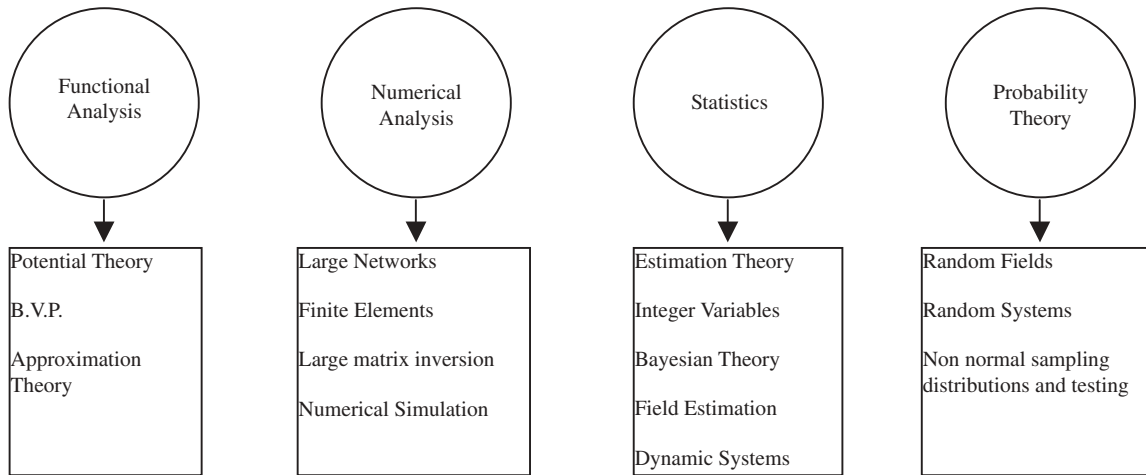 Functional
Analysis
Numerical
Analysis
Statistics
Probability
Theory
Potential Theory
B.V.P.
Approximation
Theory
Large Networks
Finite Elements
Large matrix inversion
Numerical Simulation
Estimation Theory
Integer Variables
Bayesian Theory
Field Estimation
Dynamic Systems
Random Fields
Random Systems
Non normal sampling
distributions and testing